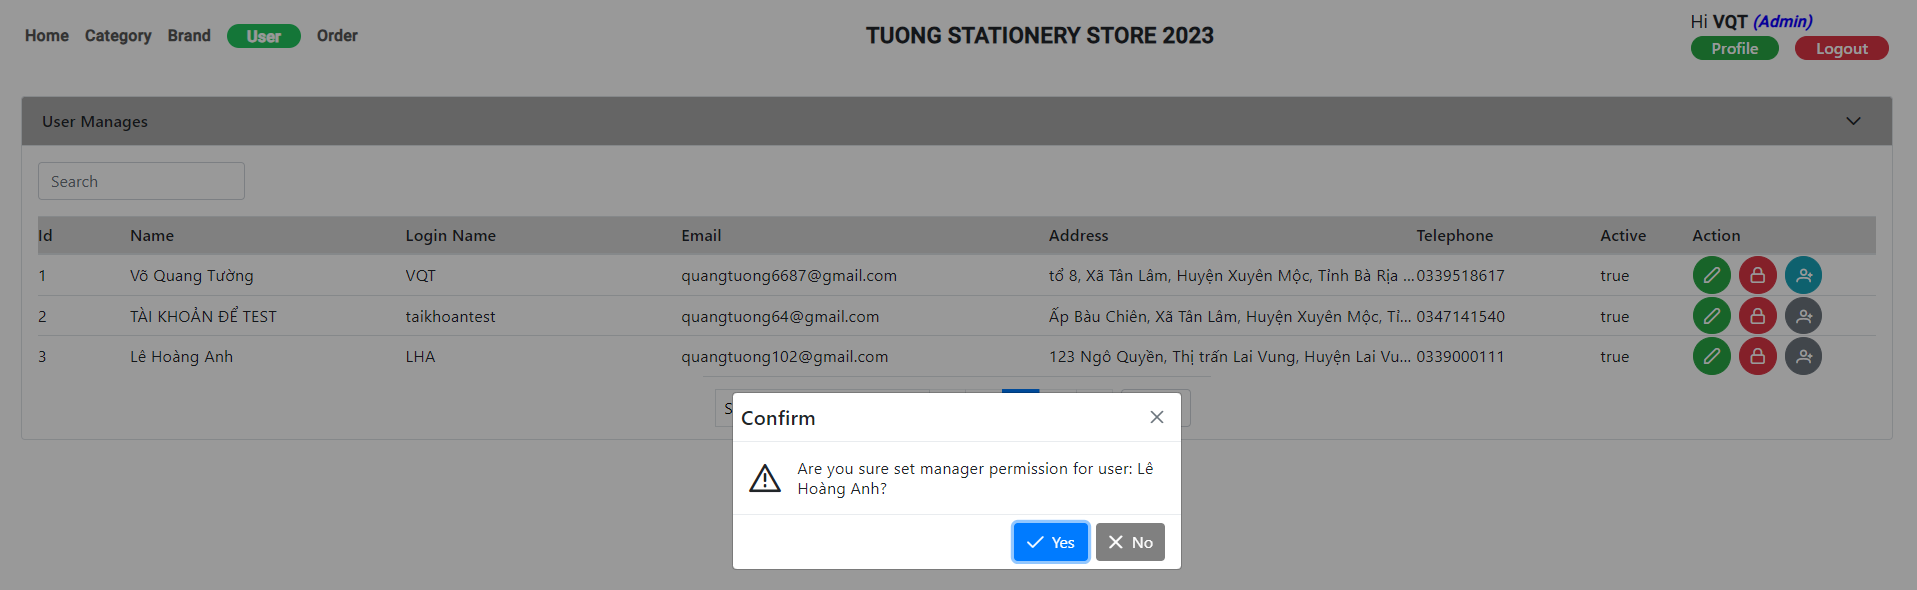 Home Category Brand User Order
TUONG STATIONERY STORE 2023
Hi VQT (Admin)
Profile Logout
User Manages
Search
Id Name Login Name Email Address Telephone Active Action
1 Võ Quang Tường VQT quangtuong6687@gmail.com tổ 8, Xã Tân Lâm, Huyện Xuyên Mộc, Tỉnh Bà Rịa ... 0339518617 true
2 TÀI KHOẢN ĐỂ TEST taikhoantest quangtuong64@gmail.com Ấp Bàu Chiên, Xã Tân Lâm, Huyện Xuyên Mộc, Tỉ... 0347141540 true
3 Lê Hoàng Anh LHA quangtuong102@gmail.com 123 Ngô Quyền, Thị trấn Lai Vung, Huyện Lai Vu... 0339000111 true
Confirm
Are you sure set manager permission for user: Lê
Hoàng Anh?
Yes No